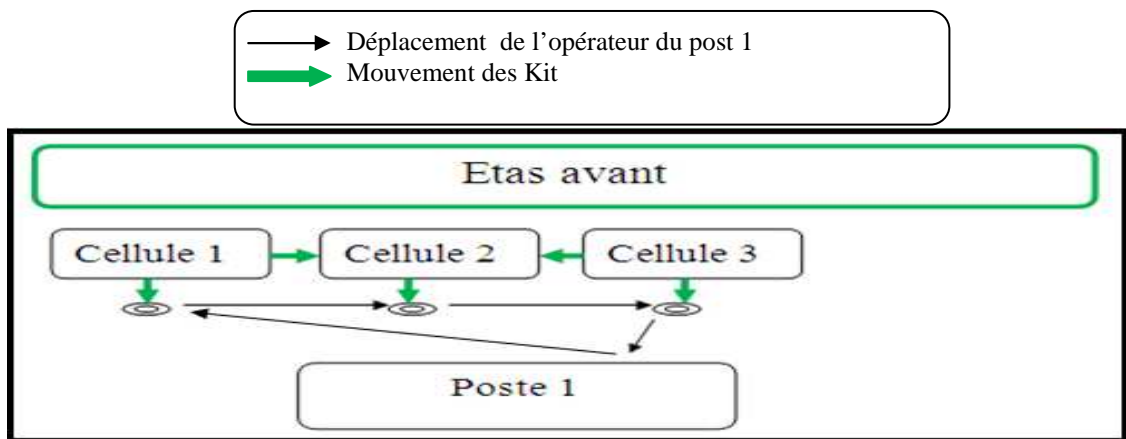 Déplacement de l’opérateur du post 1
Mouvement des Kit
Etas avant
Cellule 1
Cellule 2
Cellule 3
Poste 1